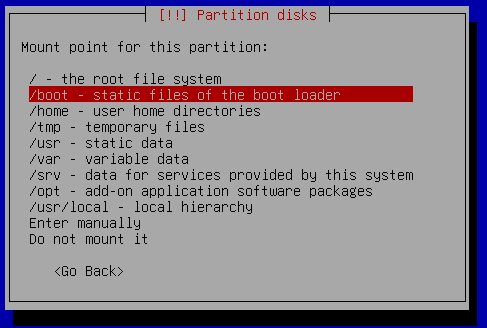 [!!] Partition disks
Mount point for this partition:
/ - the root file system
/boot - static files of the boot loader
/home - user home directories
/tmp - temporary files
/usr - static data
/var - variable data
/srv - data for services provided by this system
/opt - add-on application software packages
/usr/local - local hierarchy
Enter manually
Do not mount it
<Go Back>